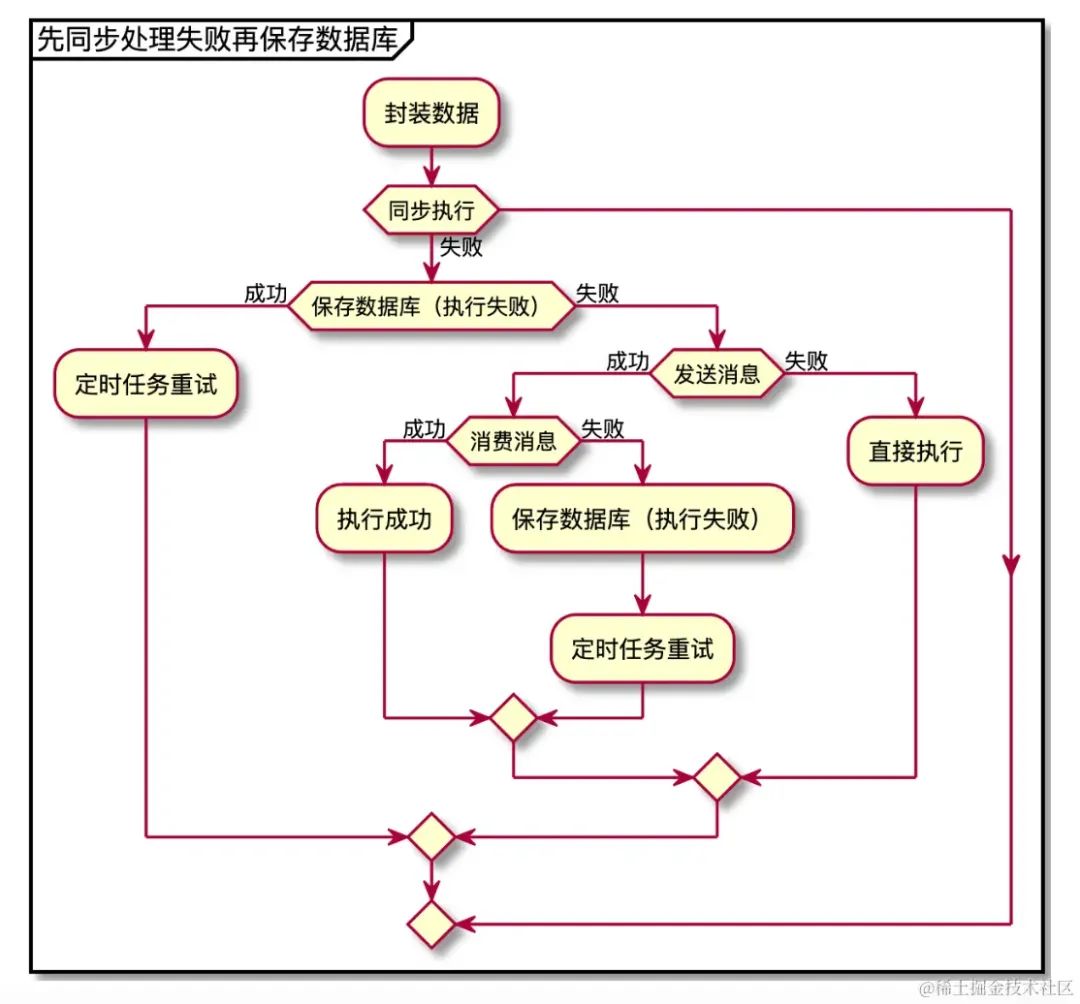 先同步处理失败再保存数据库
封装数据
同步执行
失败
成功
保存数据库（执行失败）
失败
定时任务重试
成功
发送消息
失败
成功
消费消息
失败
直接执行
执行成功
保存数据库（执行失败）
定时任务重试
@稀土掘金技术社区